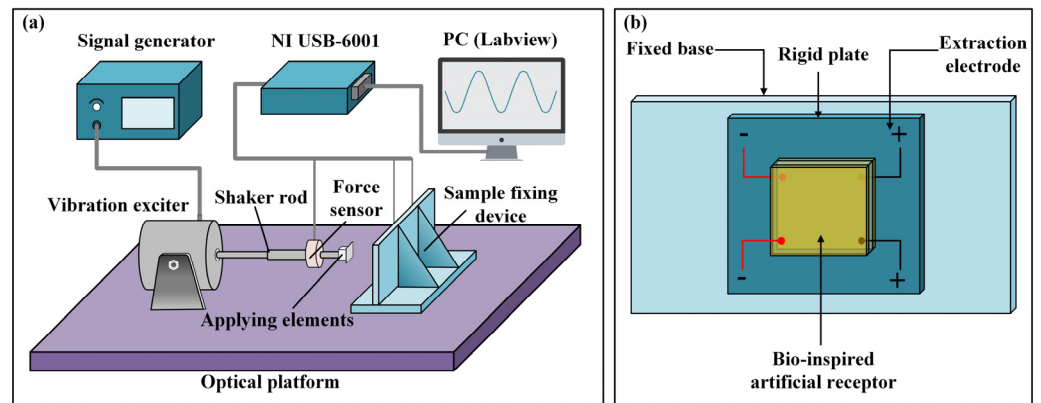 (a)
Signal generator
NI USB-6001
PC (Labview)
Vibration exciter
Shaker rod
Force
sensor
Sample fixing
device
Applying elements
Optical platform
(b)
Fixed base
Rigid plate
Extraction
electrode
-
+
-
+
Bio-inspired
artificial receptor